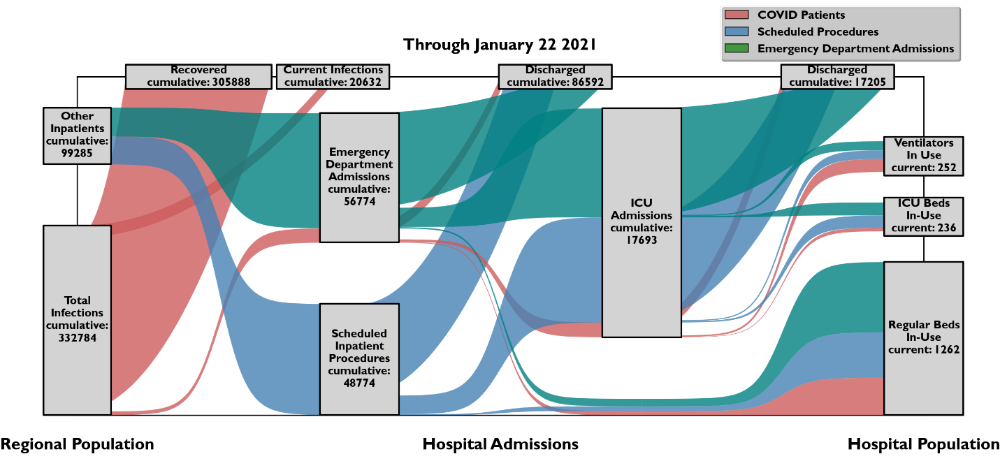 COVID Patients
Scheduled Procedures
Emergency Department Admissions
Through January 22 2021
Recovered
cumulative: 305888
Current Infections
cumulative: 20632
Discharged
cumulative: 86592
Discharged
cumulative: 17205
Other
Inpatients
cumulative:
99285
Emergency
Department
Admissions
cumulative:
56774
ICU
Admissions
cumulative:
17693
Ventilators
In Use
current: 252
ICU Beds
In-Use
current: 236
Total
Infections
cumulative:
332784
Scheduled
Inpatient
Procedures
cumulative:
48774
Regular Beds
In-Use
current: 1262
Regional Population
Hospital Admissions
Hospital Population